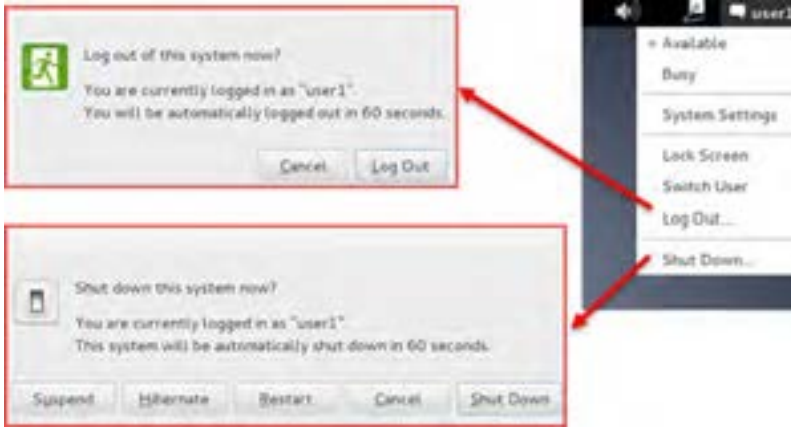 Log out of this system now?
You are currently logged in as "user1".
You will be automatically logged out in 60 seconds.
Cancel
Log Out
user1
Available
Busy
System Settings
Lock Screen
Switch User
Log Out...
Shut Down...
Shut down this system now?
You are currently logged in as "user1"
This system will be automatically shut down in 60 seconds.
Suspend
Hibernate
Restart
Cancel
Shut Down